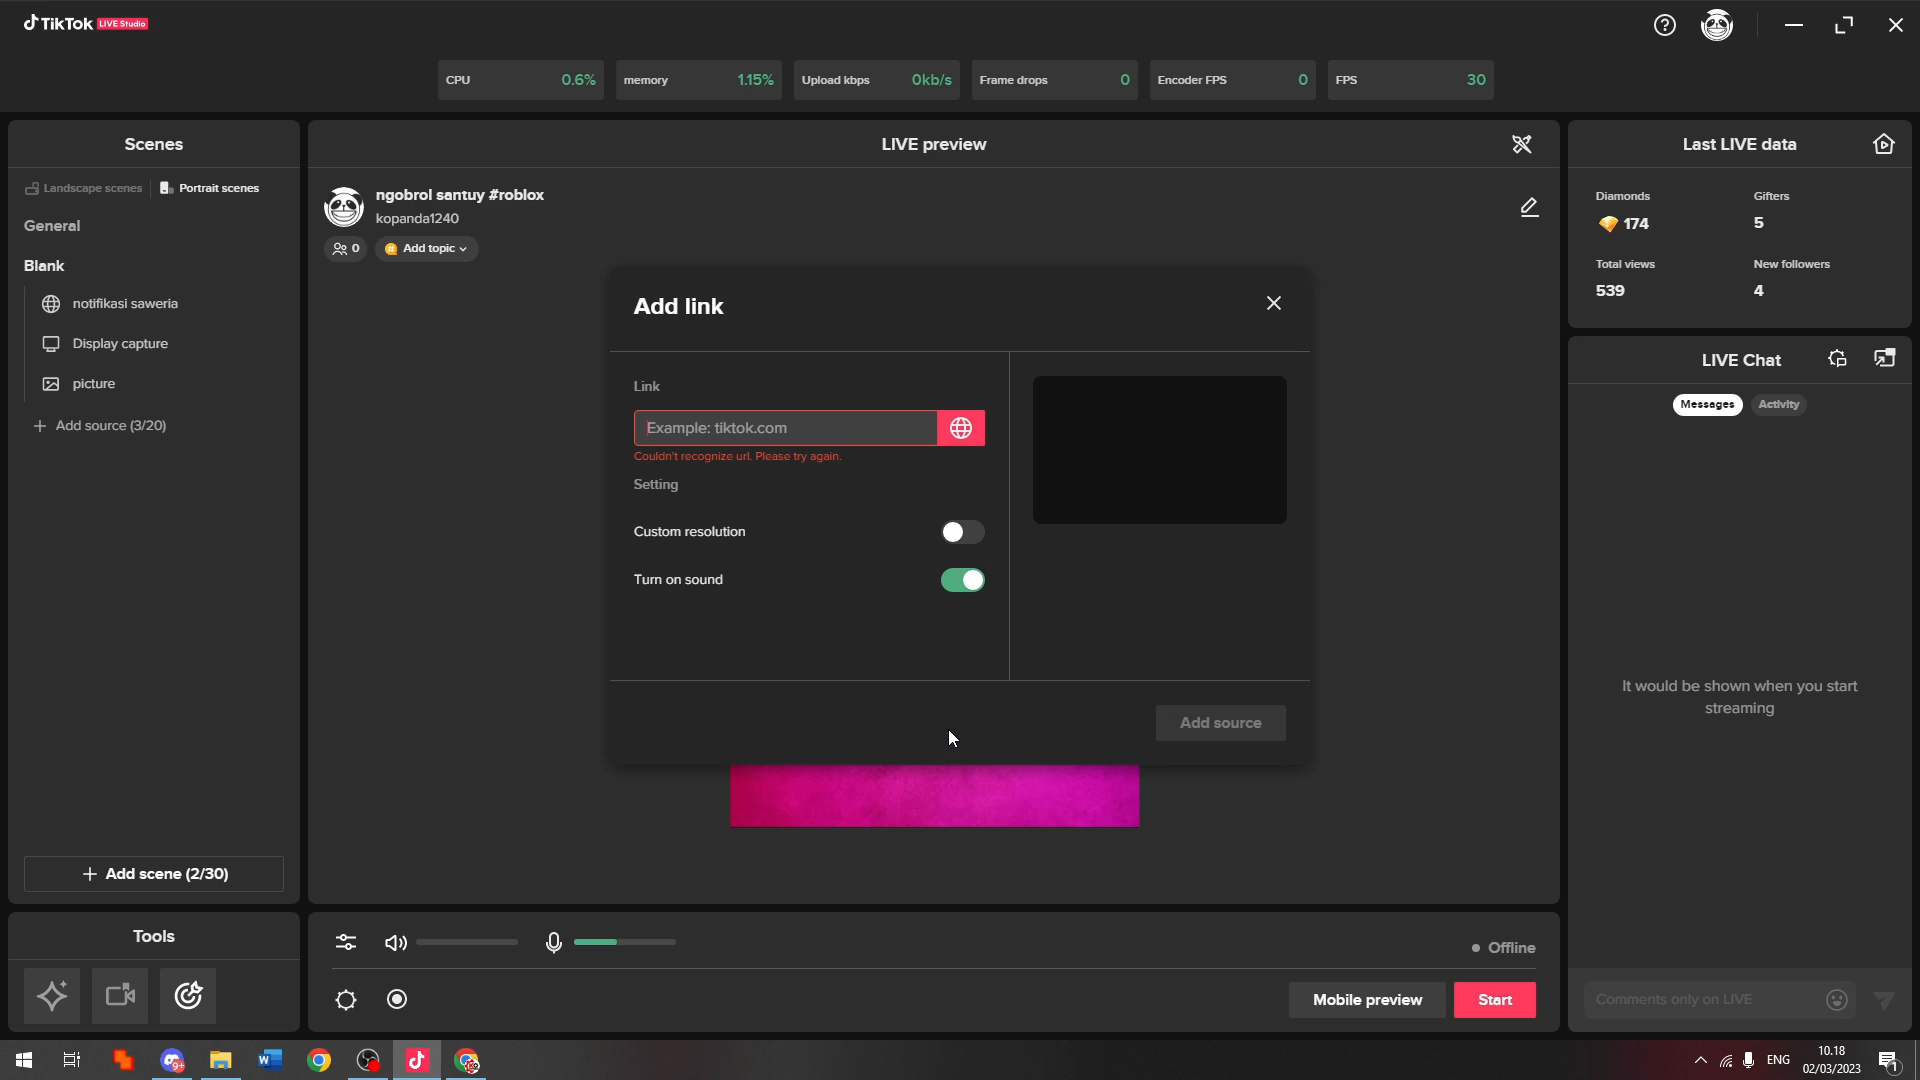 TikTok LIVE Studio
CPU 0.6%
memory 1.15%
Upload kbps 0kb/s
Frame drops 0
Encoder FPS 0
FPS 30
Scenes
Landscape scenes
Portrait scenes
General
Blank
notifikasi saweria
Display capture
picture
Add source (3/20)
Add scene (2/30)
Tools
LIVE preview
ngobrol santuy #roblox
kopanda1240
0
Add topic
Add link
Link
Example: tiktok.com
Couldn't recognize url. Please try again.
Setting
Custom resolution
Turn on sound
Add source
Offline
Mobile preview
Start
Last LIVE data
Diamonds
174
Gifters
5
Total views
539
New followers
4
LIVE Chat
Messages
Activity
It would be shown when you start
streaming
Comments only on LIVE
9+
W
ENG
10.18
02/03/2023
1